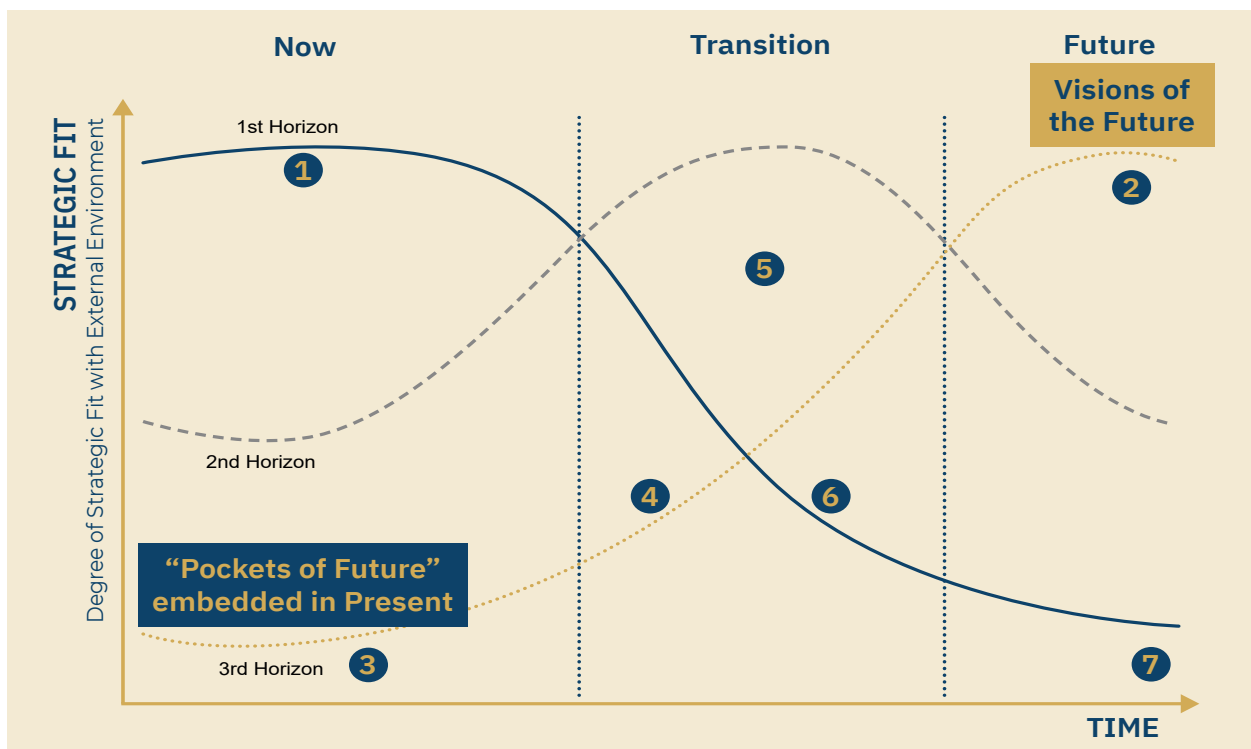 Now
Transition
Future
Visions of
the Future
STRATEGIC FIT
Degree of Strategic Fit with External Environment
1st Horizon
1
2
5
2nd Horizon
4
6
“Pockets of Future”
embedded in Present
3rd Horizon
3
7
TIME